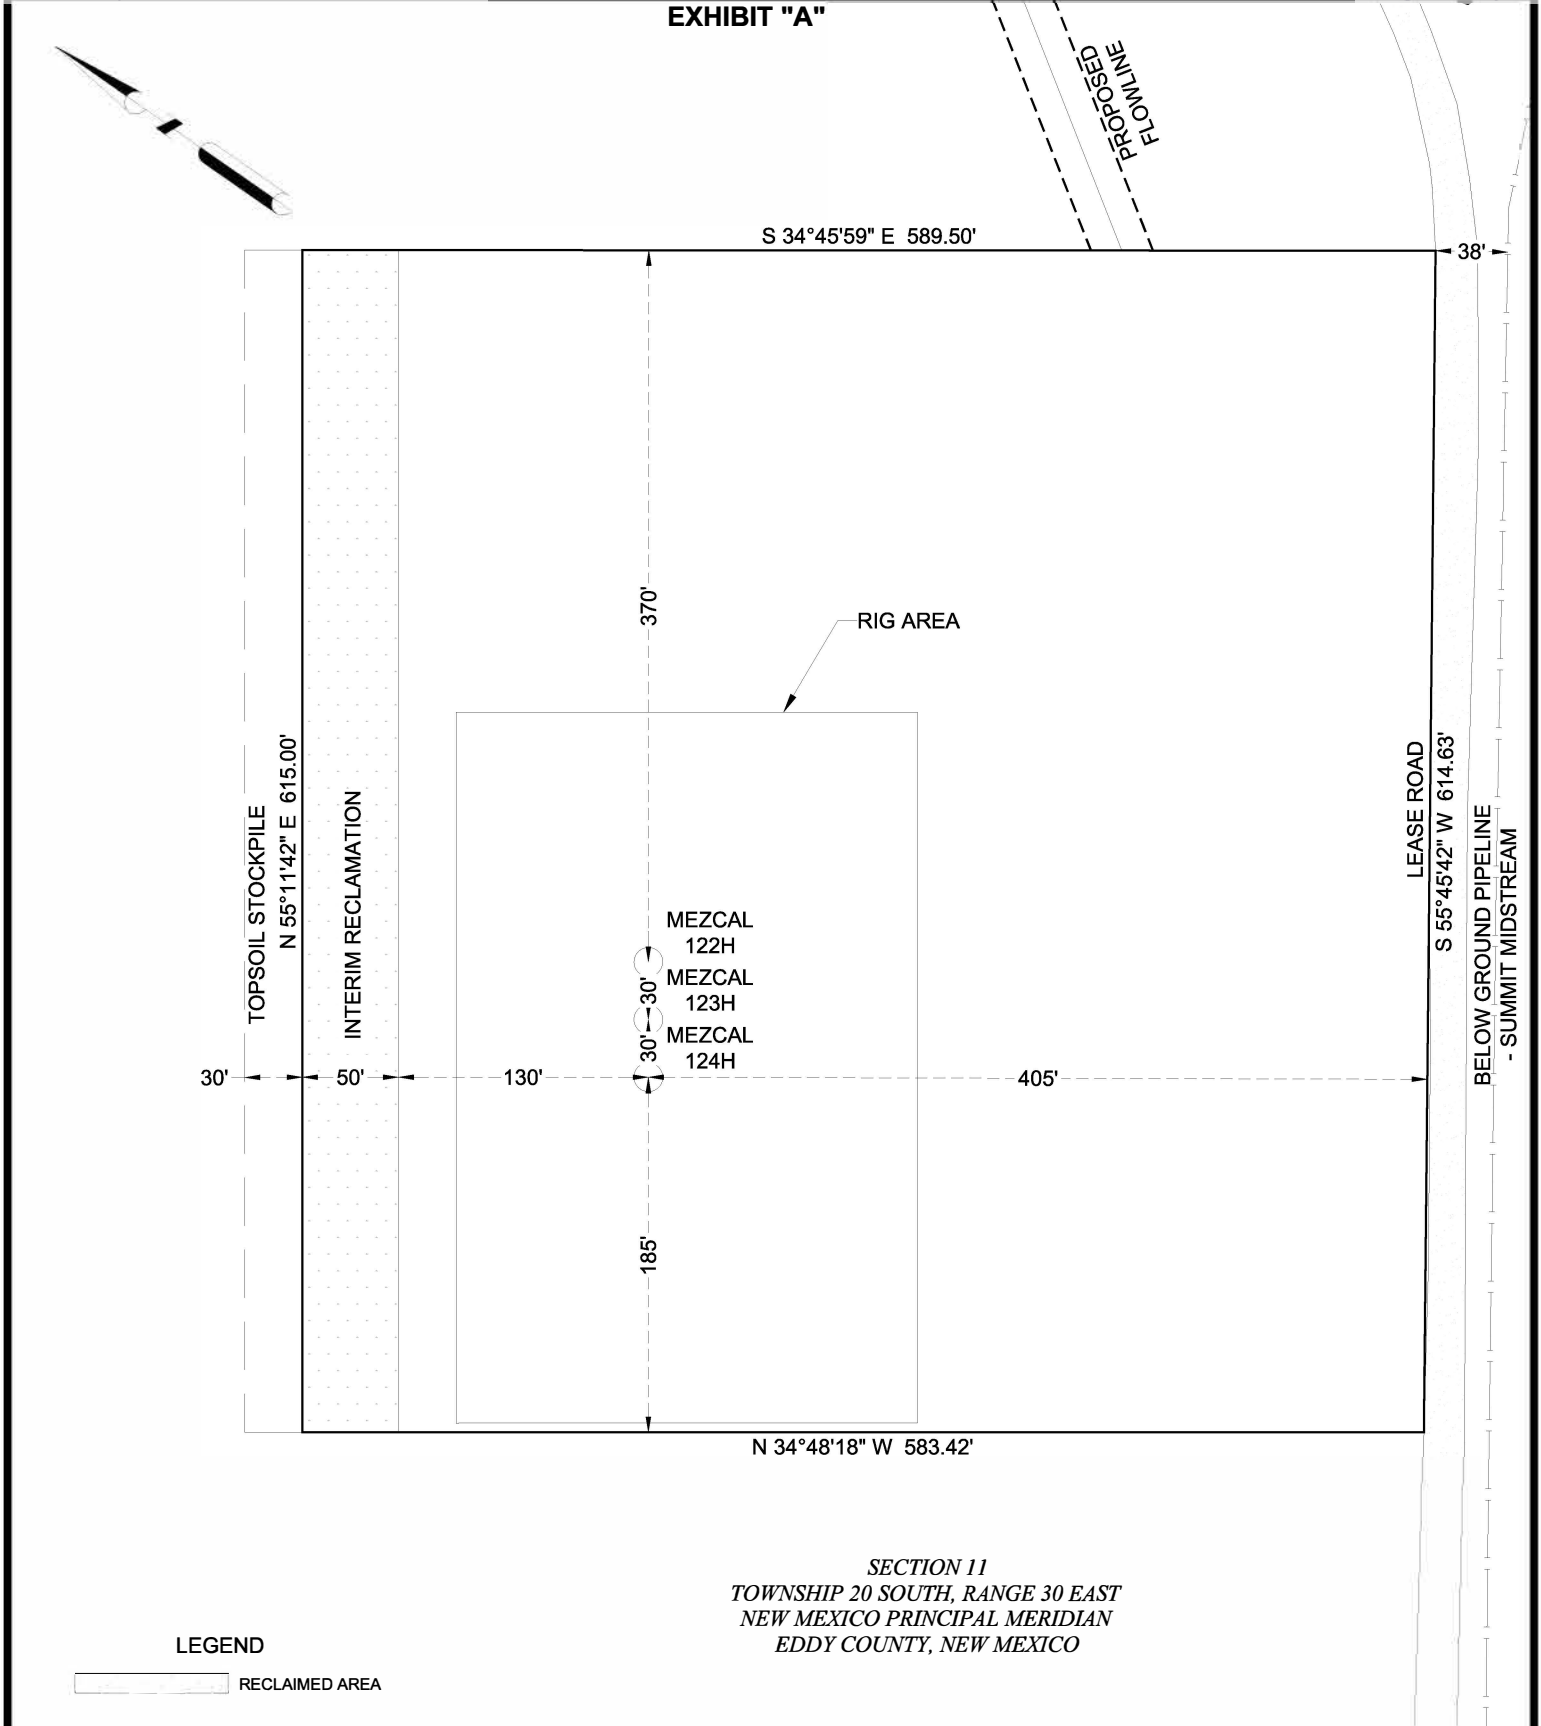 EXHIBIT "A"
PROPOSED
FLOWLINE
S 34°45'59" E 589.50'
38'
370'
RIG AREA
TOPSOIL STOCKPILE
N 55°11'42" E 615.00'
INTERIM RECLAMATION
LEASE ROAD
S 55°45'42" W 614.63'
BELOW GROUND PIPELINE
- SUMMIT MIDSTREAM
MEZCAL
122H
30'
MEZCAL
123H
30'
MEZCAL
124H
30'
50'
130'
405'
185'
N 34°48'18" W 583.42'
SECTION 11
TOWNSHIP 20 SOUTH, RANGE 30 EAST
NEW MEXICO PRINCIPAL MERIDIAN
EDDY COUNTY, NEW MEXICO
LEGEND
RECLAIMED AREA